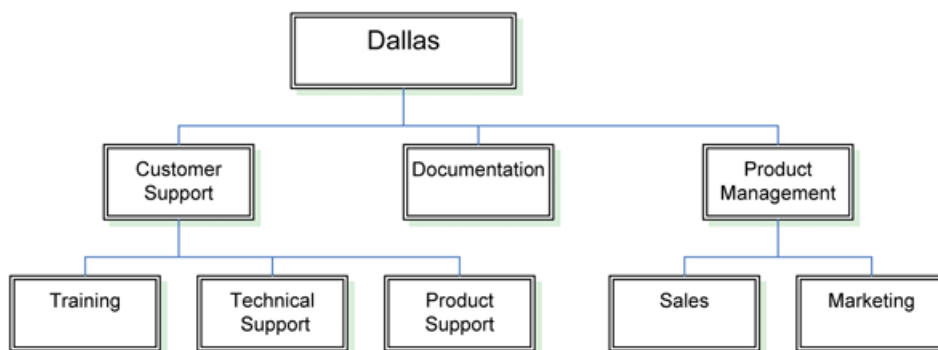 Dallas
Customer
Support
Documentation
Product
Management
Training
Technical
Support
Product
Support
Sales
Marketing